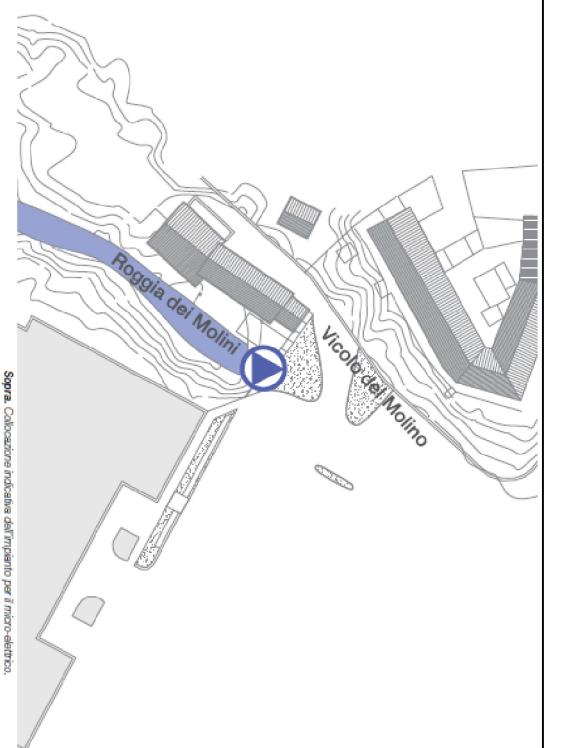 Roggia dei Molini
Vicolo del Molino
Sopra. Collocazione indicativa dell'impianto per il micro-elettrico.